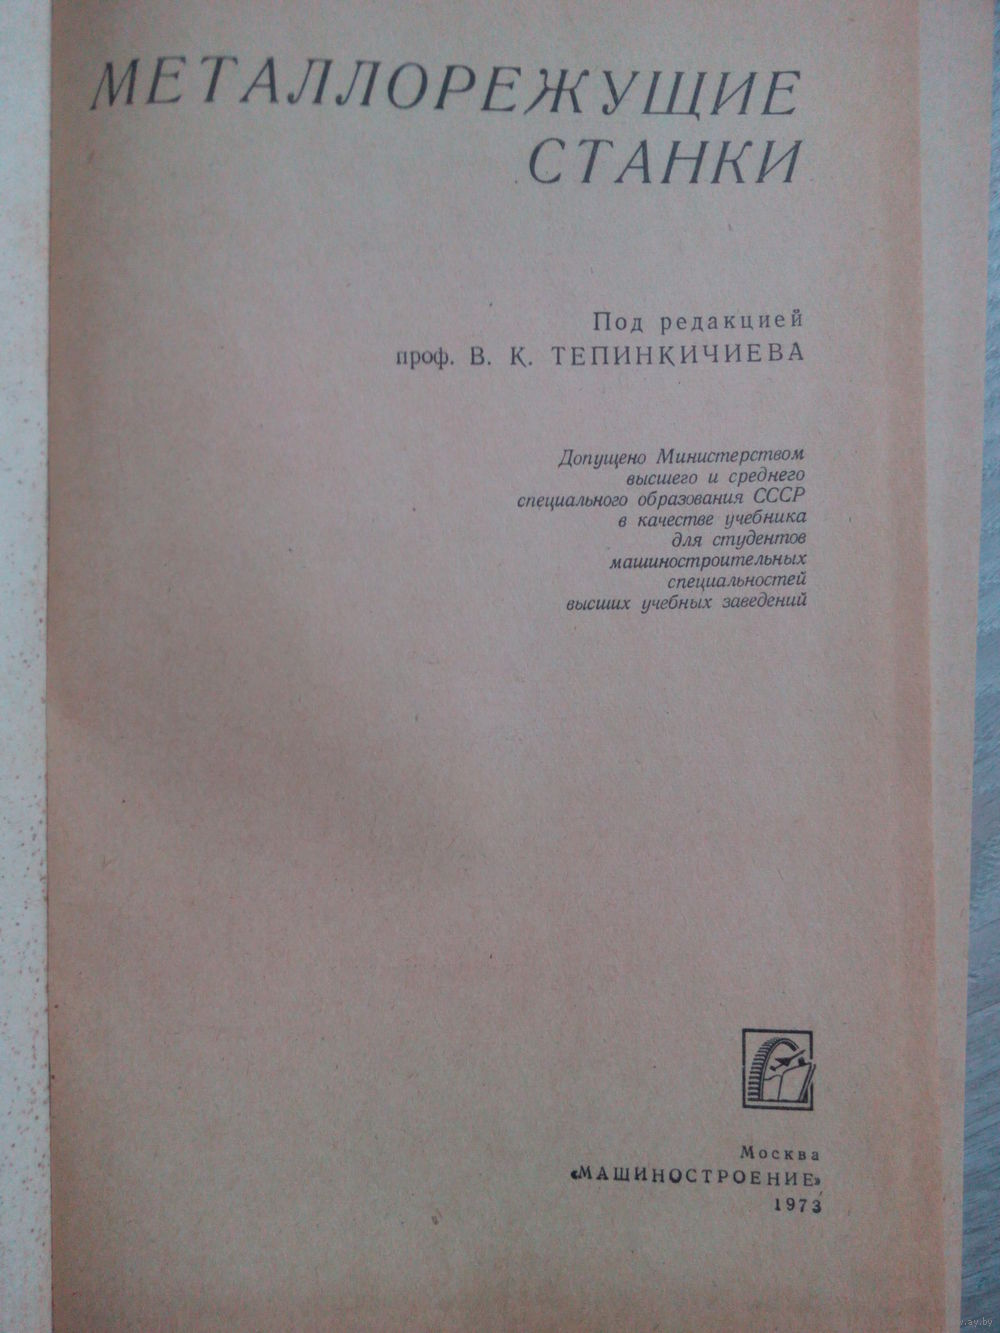 МЕТАЛЛОРЕЖУЩИЕ
СТАНКИ
Под редакцией
проф. В. К. ТЕПИНКИЧИЕВА
Допущено Министерством
высшего и среднего
специального образования СССР
в качестве учебника
для студентов
машиностроительных
специальностей
высших учебных заведений
Москва
«МАШИНОСТРОЕНИЕ»
1973